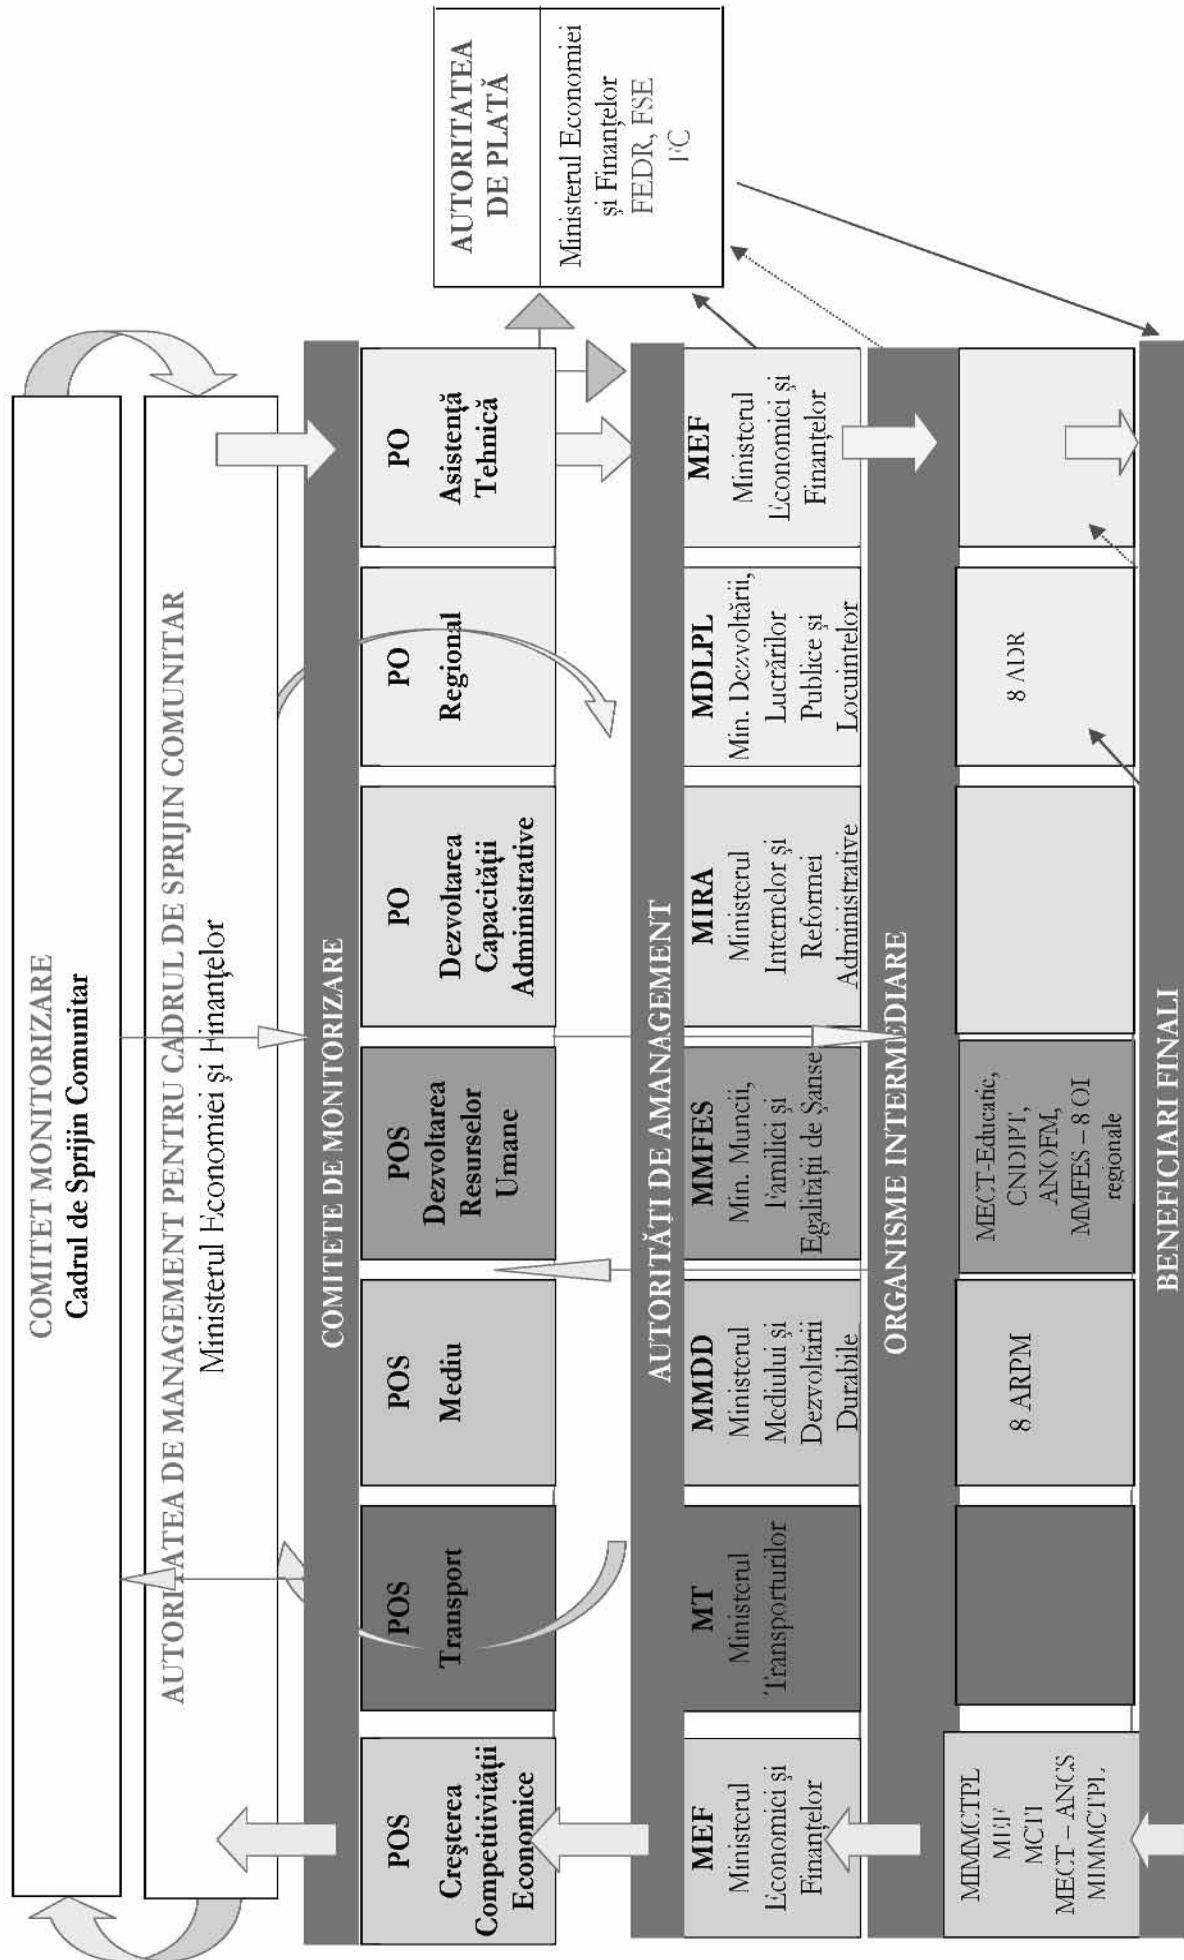 COMITET MONITORIZARE
Cadrul de Sprijin Comunitar
AUTORITATEA DE MANAGEMENT PENTRU CADRUL DE SPRIJIN COMUNITAR
Ministerul Economiei și Finanțelor
COMITETE DE MONITORIZARE
POS
Creșterea
Competitivității
Economice
POS
Transport
POS
Mediu
POS
Dezvoltarea
Resurselor
Umane
PO
Dezvoltarea
Capacității
Administrative
PO
Regional
PO
Asistență
Tehnică
AUTORITATEA
DE PLATĂ
Ministerul Economiei
și Finanțelor
FEDR, FSE
FC
AUTORITĂȚI DE AMANAGEMENT
MEF
Ministerul
Economiei și
Finanțelor
MT
Ministerul
Transporturilor
MMDD
Ministerul
Mediului și
Dezvoltării
Durabile
MMFES
Min. Muncii,
Familiei și
Egalității de Șanse
MIRA
Ministerul
Internelor și
Reformei
Administrative
MDLPL
Min. Dezvoltării,
Lucrărilor
Publice și
Locuințelor
MEF
Ministerul
Economiei și
Finanțelor
ORGANISME INTERMEDIARE
MIMMCTPL
MEF
MCTI
MECT – ANCS
MIMMCTPL
8 ARPM
MECT-Educație,
CNDIPT,
ANOFM,
MMFES – 8 OI
regionale
8 ADR
BENEFICIARI FINALI